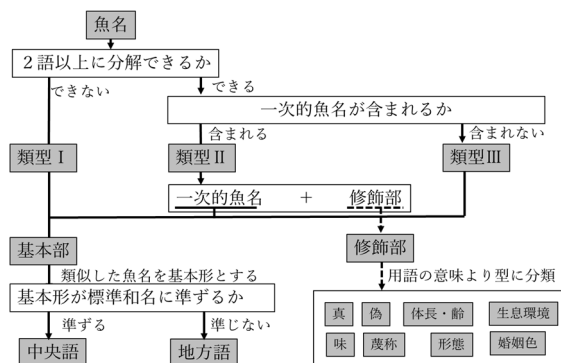 魚名
２語以上に分解できるか
できない
できる
一次的魚名が含まれるか
含まれる
含まれない
類型Ⅰ
類型Ⅱ
類型Ⅲ
一次的魚名 + 修飾部
基本部
修飾部
類似した魚名を基本形とする
用語の意味より型に分類
基本形が標準和名に準ずるか
準ずる
準じない
中央語
地方語
真 偽 体長・齢 生息環境
味 蔑称 形態 婚姻色